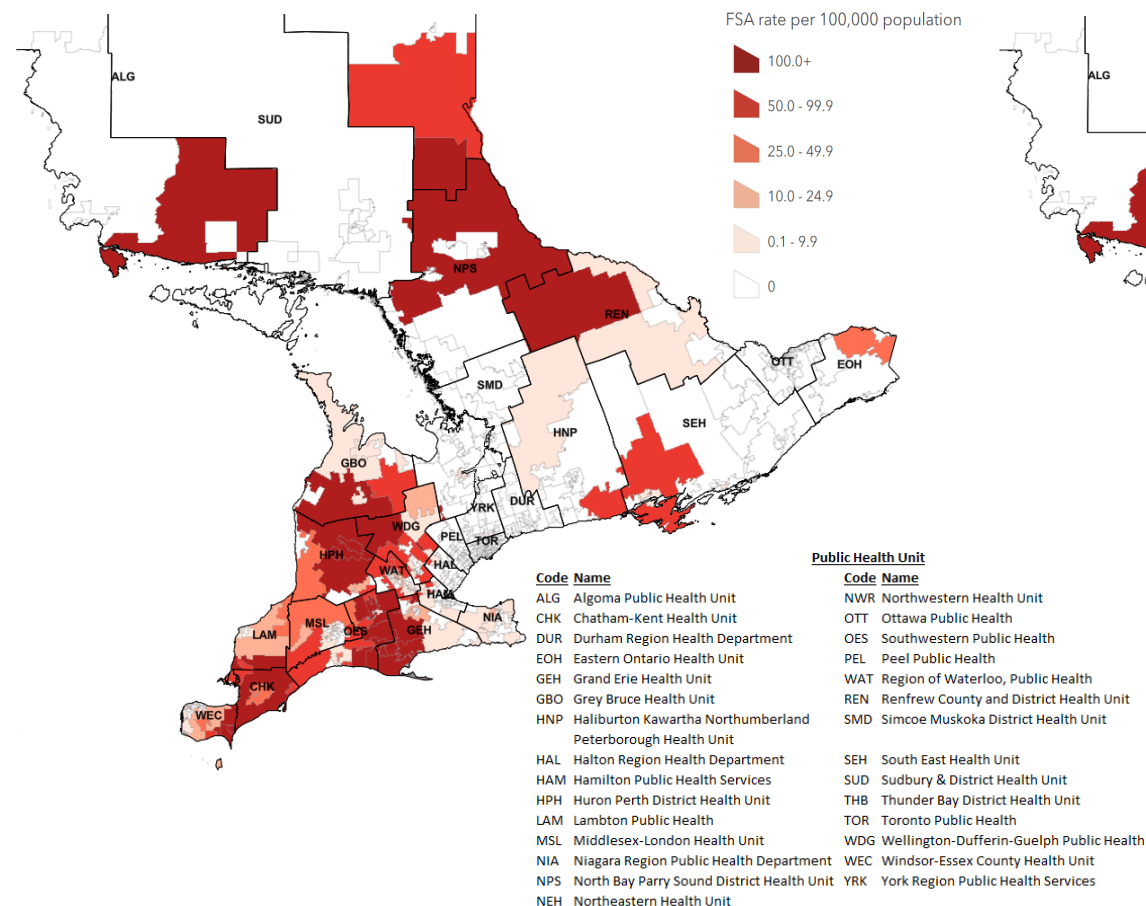 FSA rate per 100,000 population
100.0+
50.0 - 99.9
25.0 - 49.9
10.0 - 24.9
0.1 - 9.9
0
ALG
SUD
ALG
NPS
REN
OTT
EOH
SMD
SEH
HNP
GBO
DUR
YRK
WDG
PEL
TOR
HPH
WAT
HAL
HAM
NIA
MSL
OES
GEH
LAM
CHK
WEC
Public Health Unit
Code Name Code Name
ALG Algoma Public Health Unit NWR Northwestern Health Unit
CHK Chatham-Kent Health Unit OTT Ottawa Public Health
DUR Durham Region Health Department OES Southwestern Public Health
EOH Eastern Ontario Health Unit PEL Peel Public Health
GEH Grand Erie Health Unit WAT Region of Waterloo, Public Health
GBO Grey Bruce Health Unit REN Renfrew County and District Health Unit
HNP Haliburton Kawartha Northumberland SMD Simcoe Muskoka District Health Unit
Peterborough Health Unit
HAL Halton Region Health Department SEH South East Health Unit
HAM Hamilton Public Health Services SUD Sudbury & District Health Unit
HPH Huron Perth District Health Unit THB Thunder Bay District Health Unit
LAM Lambton Public Health TOR Toronto Public Health
MSL Middlesex-London Health Unit WDG Wellington-Dufferin-Guelph Public Health
NIA Niagara Region Public Health Department WEC Windsor-Essex County Health Unit
NPS North Bay Parry Sound District Health Unit YRK York Region Public Health Services
NEH Northeastern Health Unit